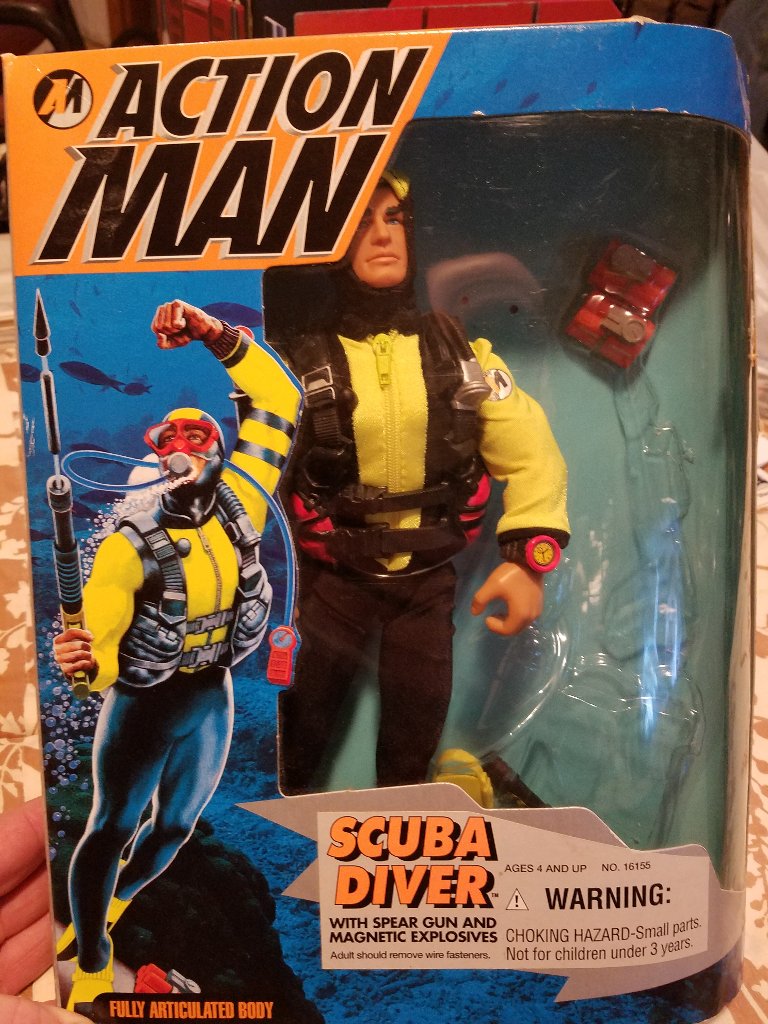 ACTION
MAN
SCUBA
DIVER™
WITH SPEAR GUN AND
MAGNETIC EXPLOSIVES
Adult should remove wire fasteners.
AGES 4 AND UP NO. 16155
WARNING:
CHOKING HAZARD-Small parts.
Not for children under 3 years.
FULLY ARTICULATED BODY